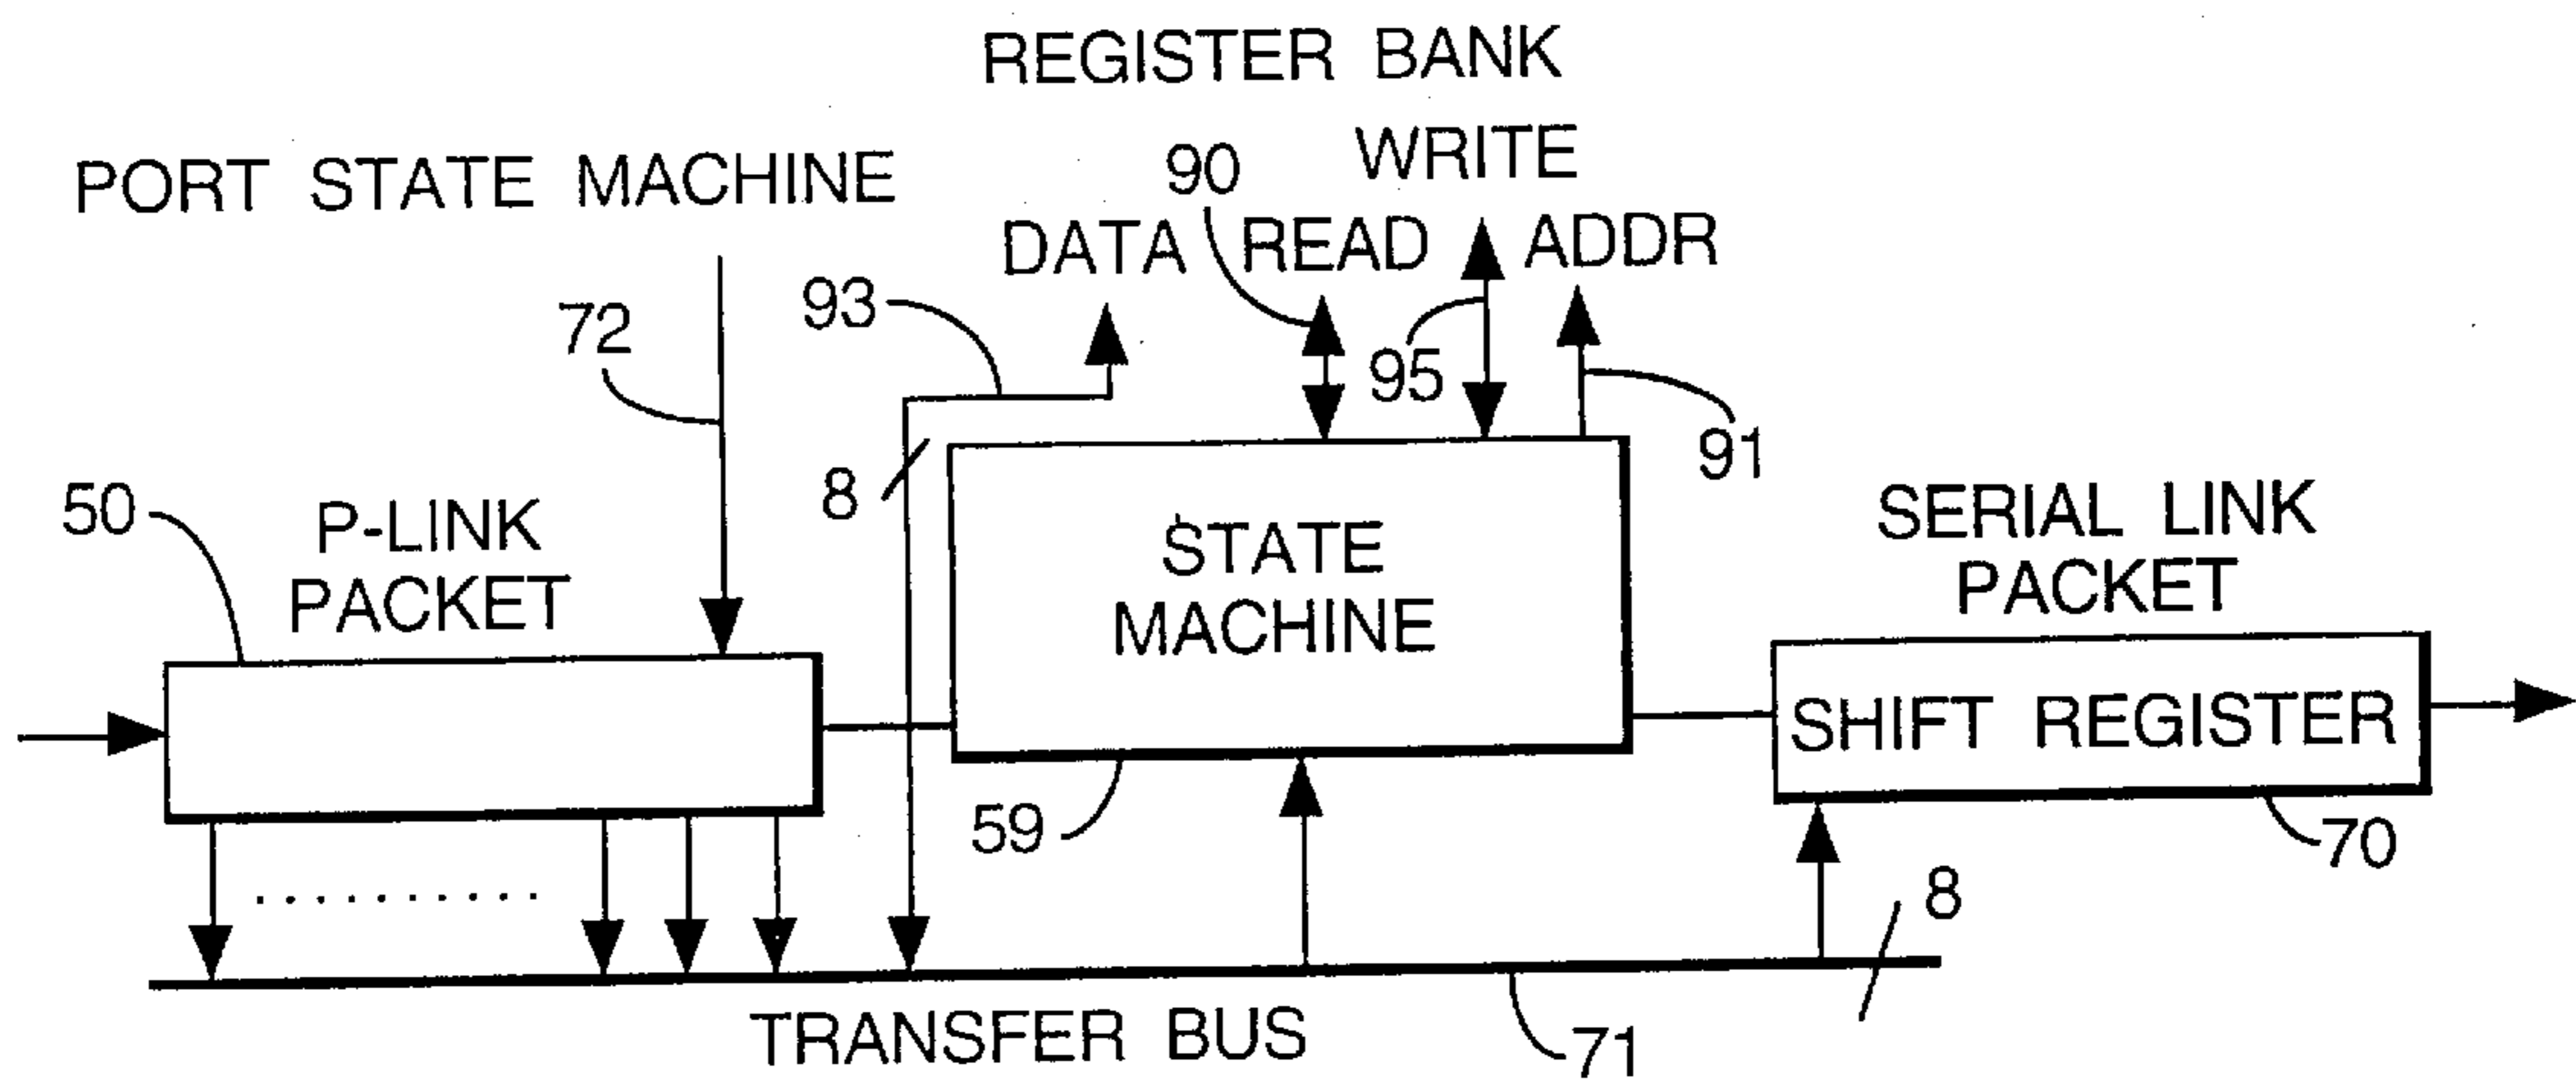 REGISTER BANK
PORT STATE MACHINE
90
WRITE
DATA
READ
ADDR
72
93
95
91
8
50
P-LINK
PACKET
STATE
MACHINE
SERIAL LINK
PACKET
SHIFT REGISTER
59
70
8
TRANSFER BUS
71